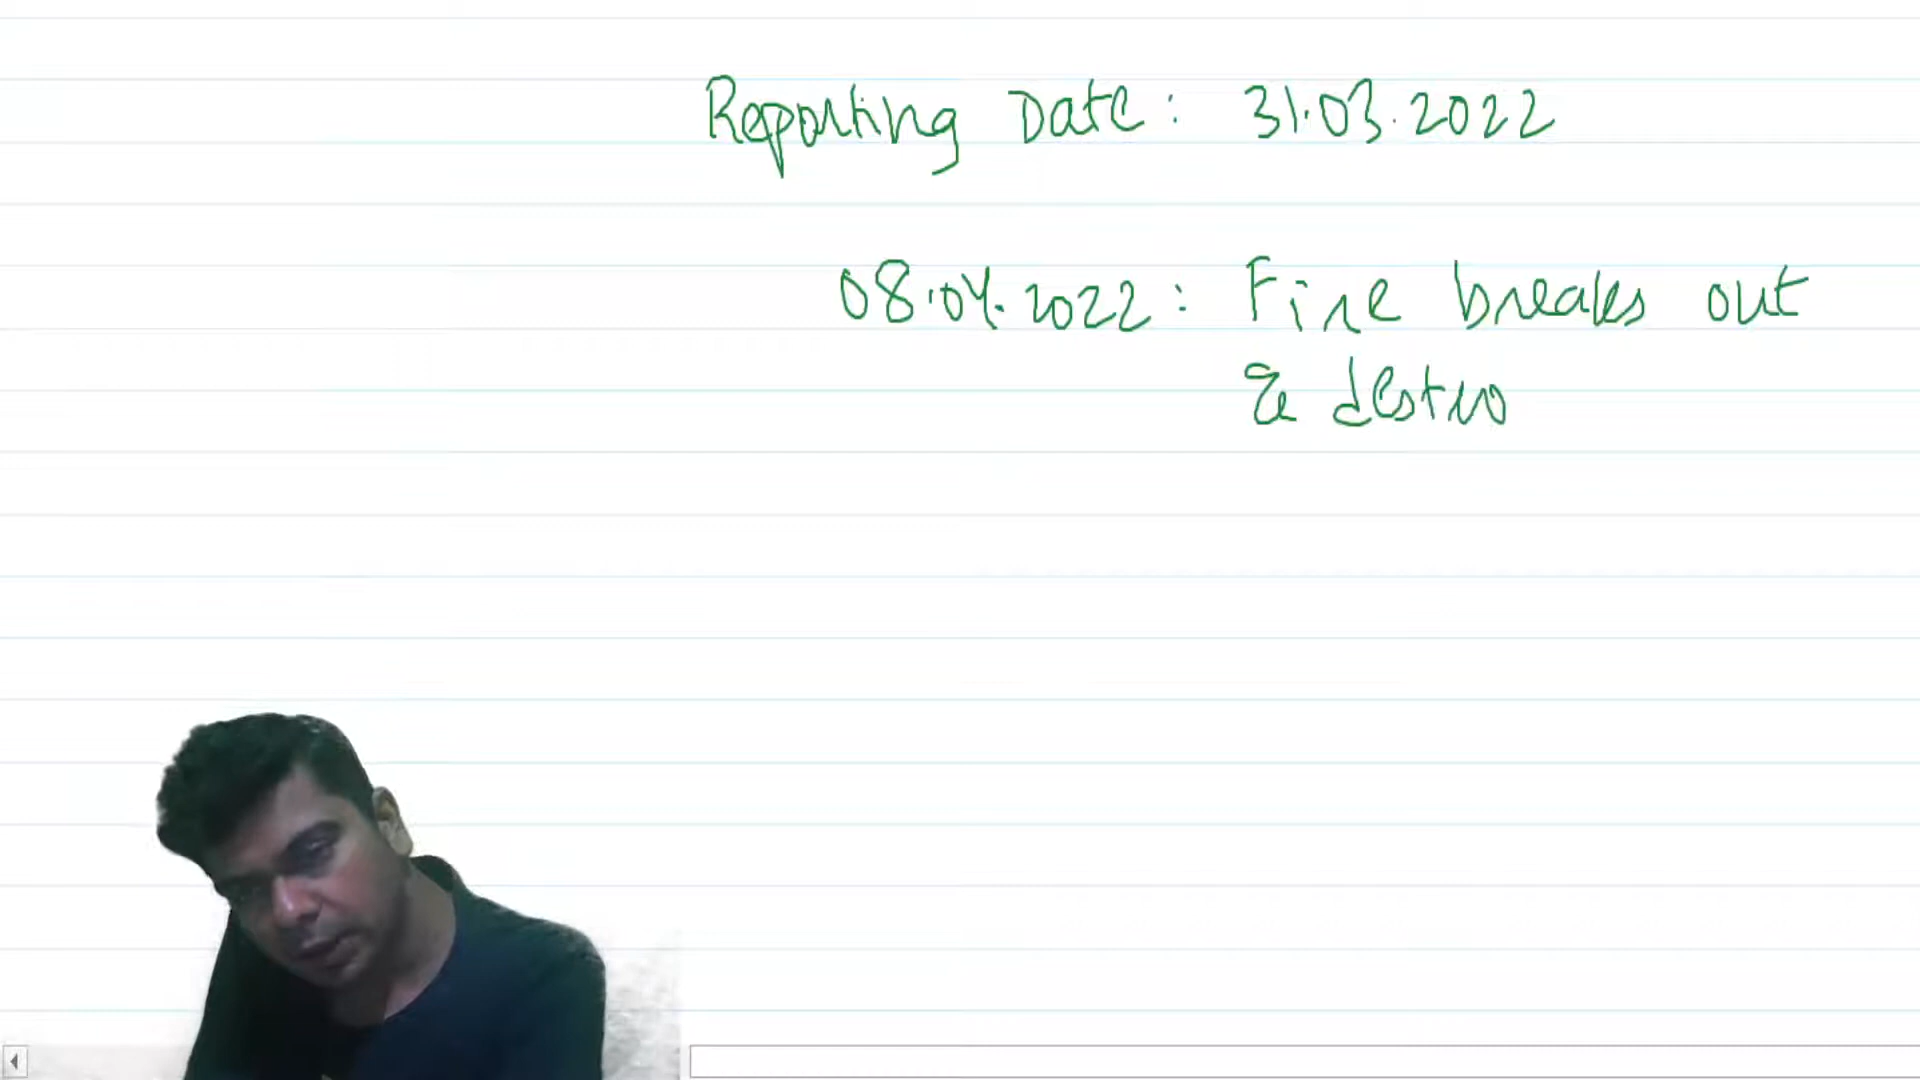 Reporting Date: 31.03.2022
08.04.2022: Fire breaks out
& destro